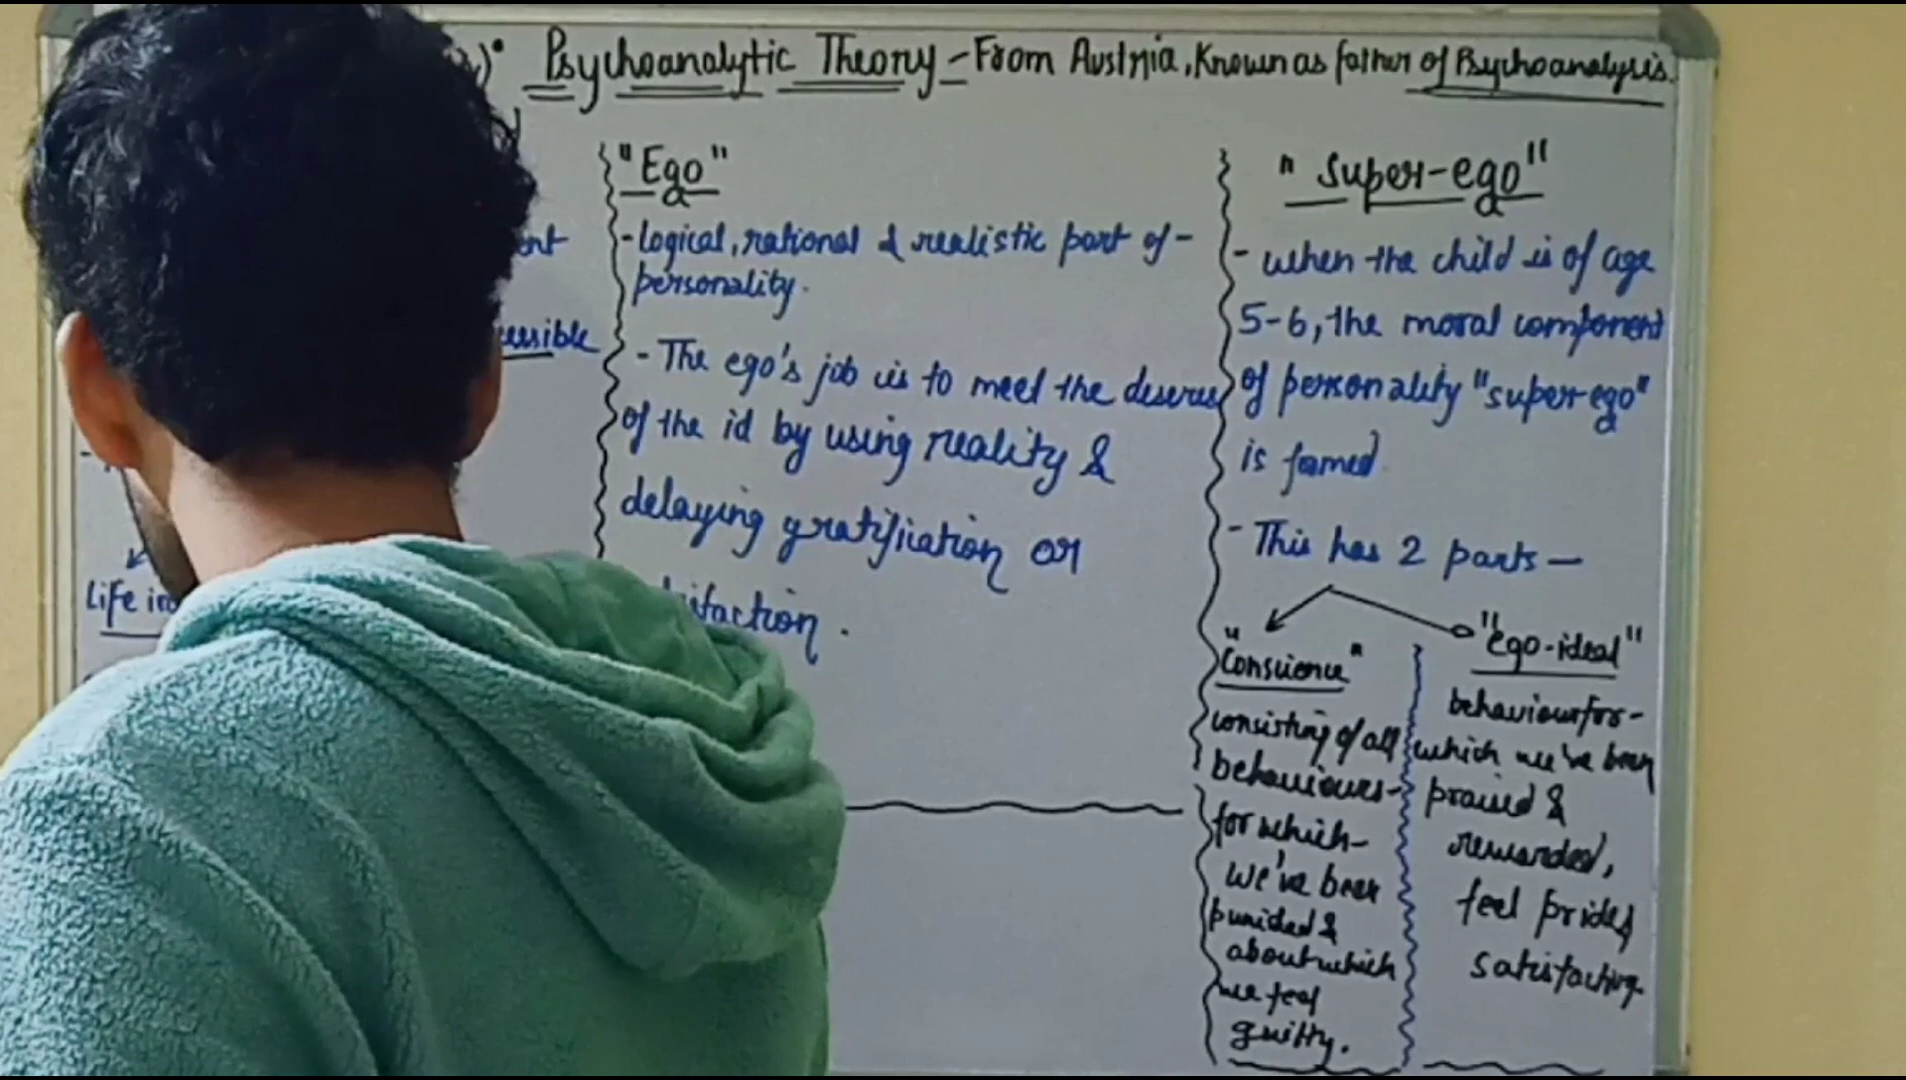 Psychoanalytic Theory - From Austria, Known as father of Psychoanalysis.
"Ego"
- logical, rational & realistic part of -
personality.
- The ego's job is to meet the desires
of the id by using reality &
delaying gratification or
"Super-ego"
- when the child is of age
5-6, the moral component
of personality "super-ego"
is formed.
- This has 2 parts —
"Conscience"
consisting of all
behaviours-
for which-
we've been
punished &
about which
we feel
guilty.
"ego-ideal"
behaviour for-
which we've been
praised &
rewarded,
feel pride &
satisfaction.
Life